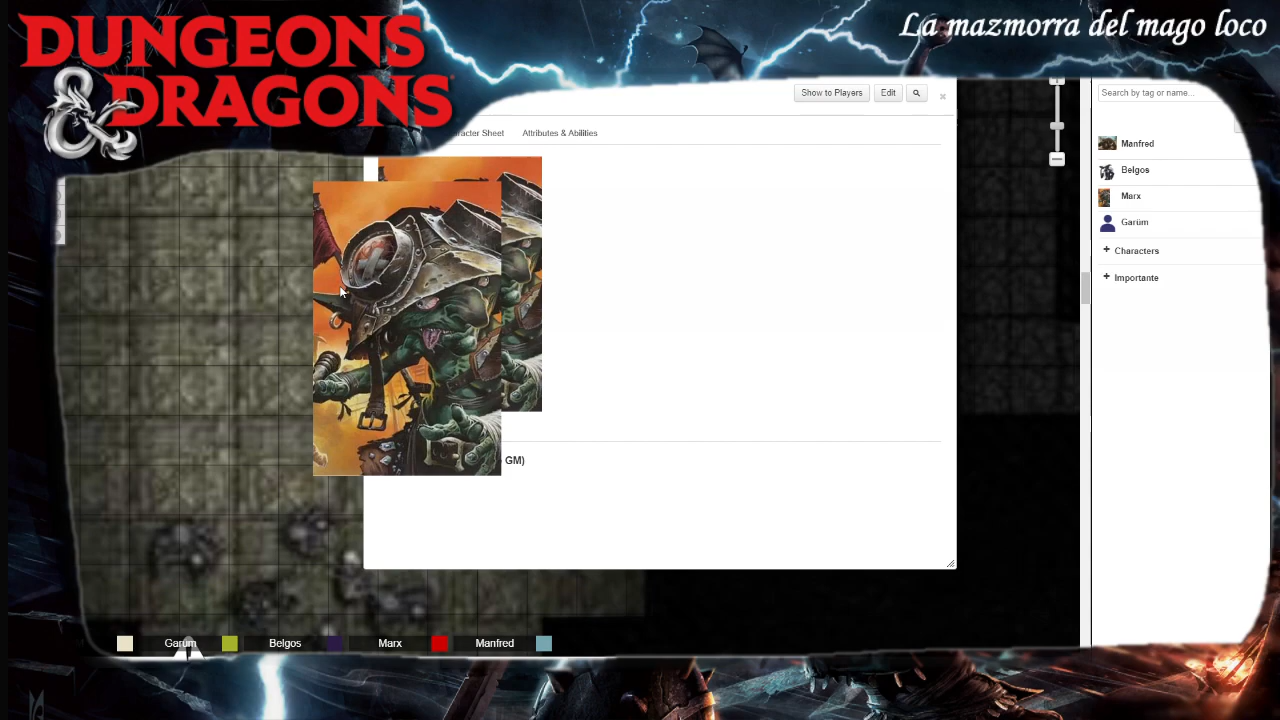 DUNGEONS
& DRAGONS
La mazmorra del mago loco
Show to Players
Edit
Search by tag or name...
racter Sheet
Attributes & Abilities
Manfred
Belgos
Marx
Garüm
+ Characters
+ Importante
GM)
Garüm
Belgos
Marx
Manfred